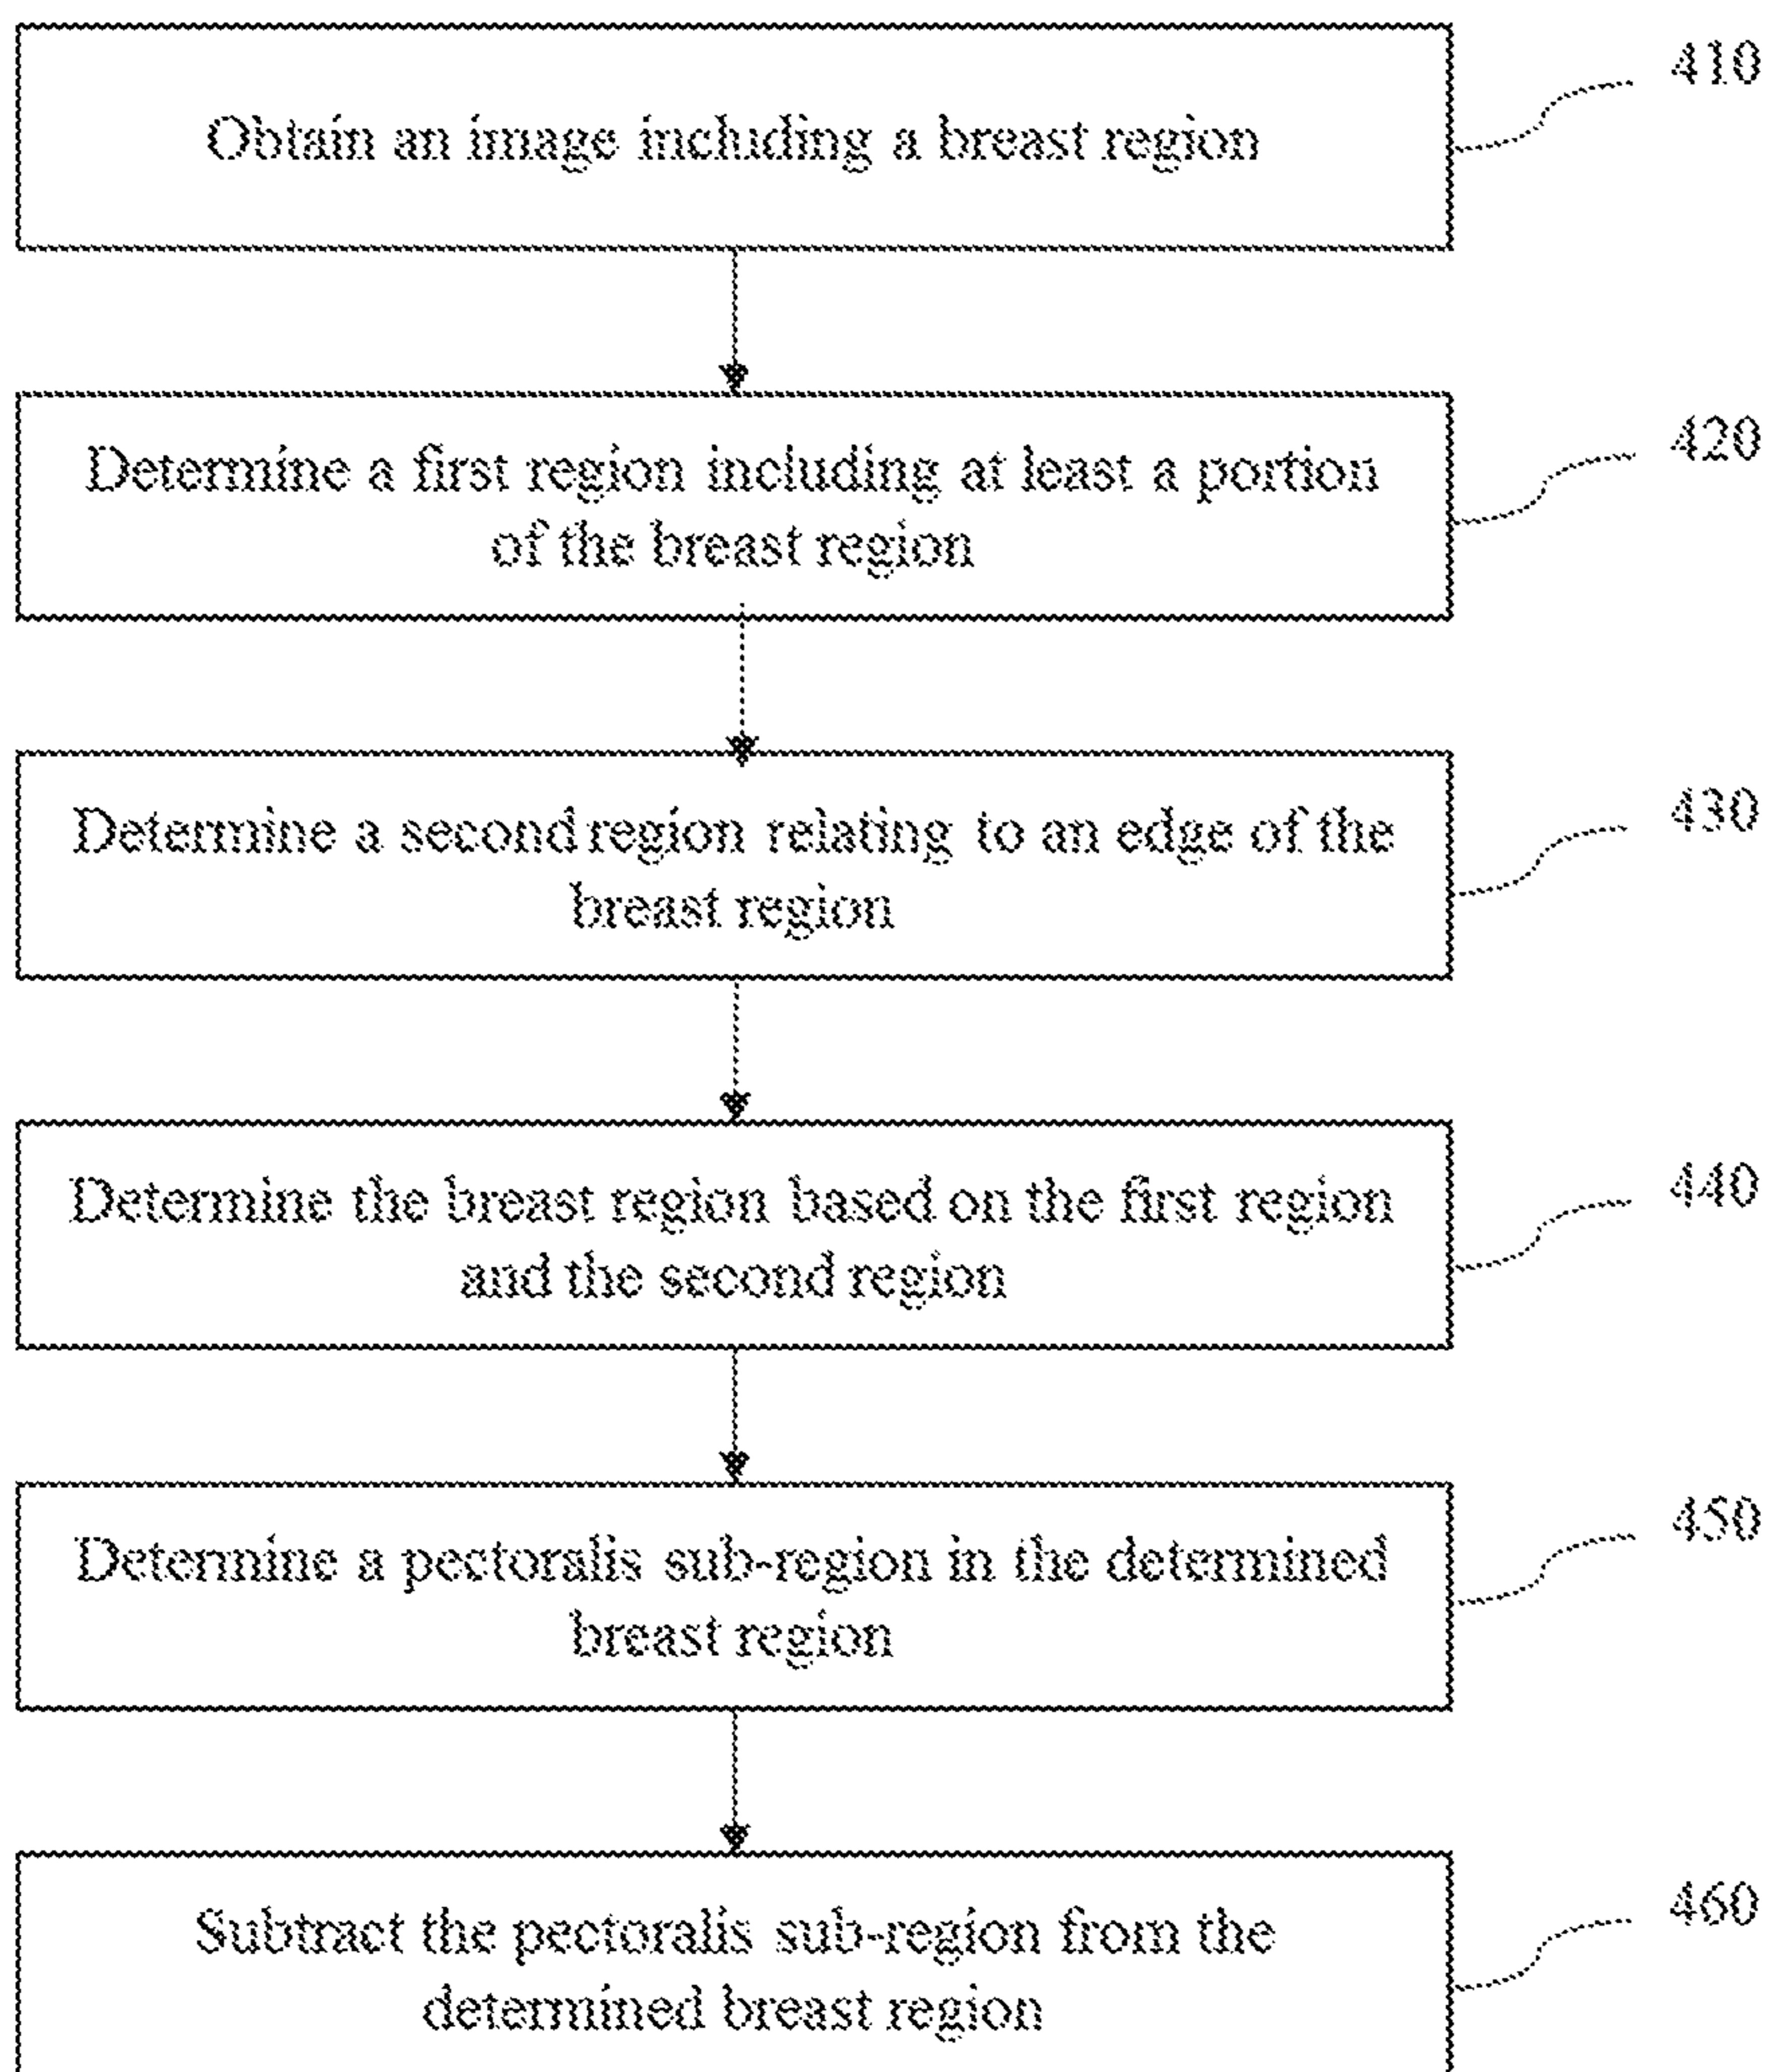 Obtain an image including a breast region
410
Determine a first region including at least a portion
of the breast region
420
Determine a second region relating to an edge of the
breast region
430
Determine the breast region based on the first region
and the second region
440
Determine a pectoralis sub-region in the determined
breast region
450
Subtract the pectoralis sub-region from the
determined breast region
460